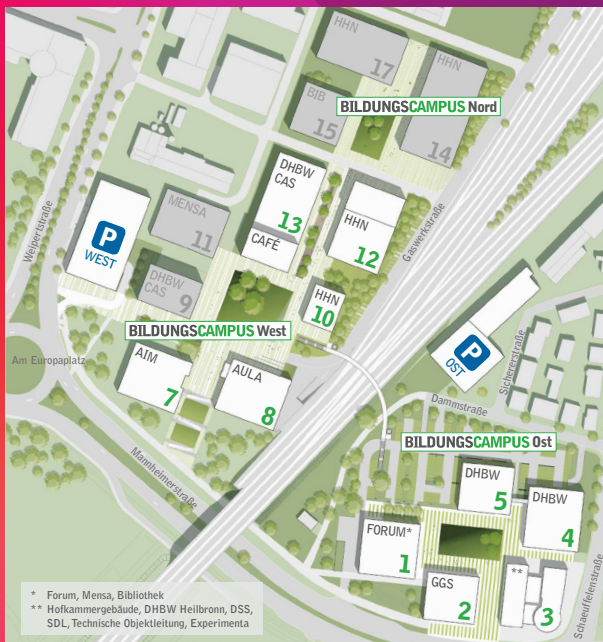 HHN
17
HHN
BIB
15
BILDUNGSCAMPUS Nord
14
DHBW
CAS
13
CAFÉ
MENSA
11
HHN
12
Gaswerkstraße
Weipertstraße
P
WEST
DHBW
CAS
9
HHN
10
BILDUNGSCAMPUS West
Am Europaplatz
AIM
7
AULA
8
P
OST
Sichererstraße
Dammstraße
Mannheimerstraße
BILDUNGSCAMPUS Ost
DHBW
5
DHBW
4
FORUM*
1
GGS
2
**
3
Schaeuffelenstraße
* Forum, Mensa, Bibliothek
** Hofkammergebäude, DHBW Heilbronn, DSS,
SDL, Technische Objektleitung, Experimenta